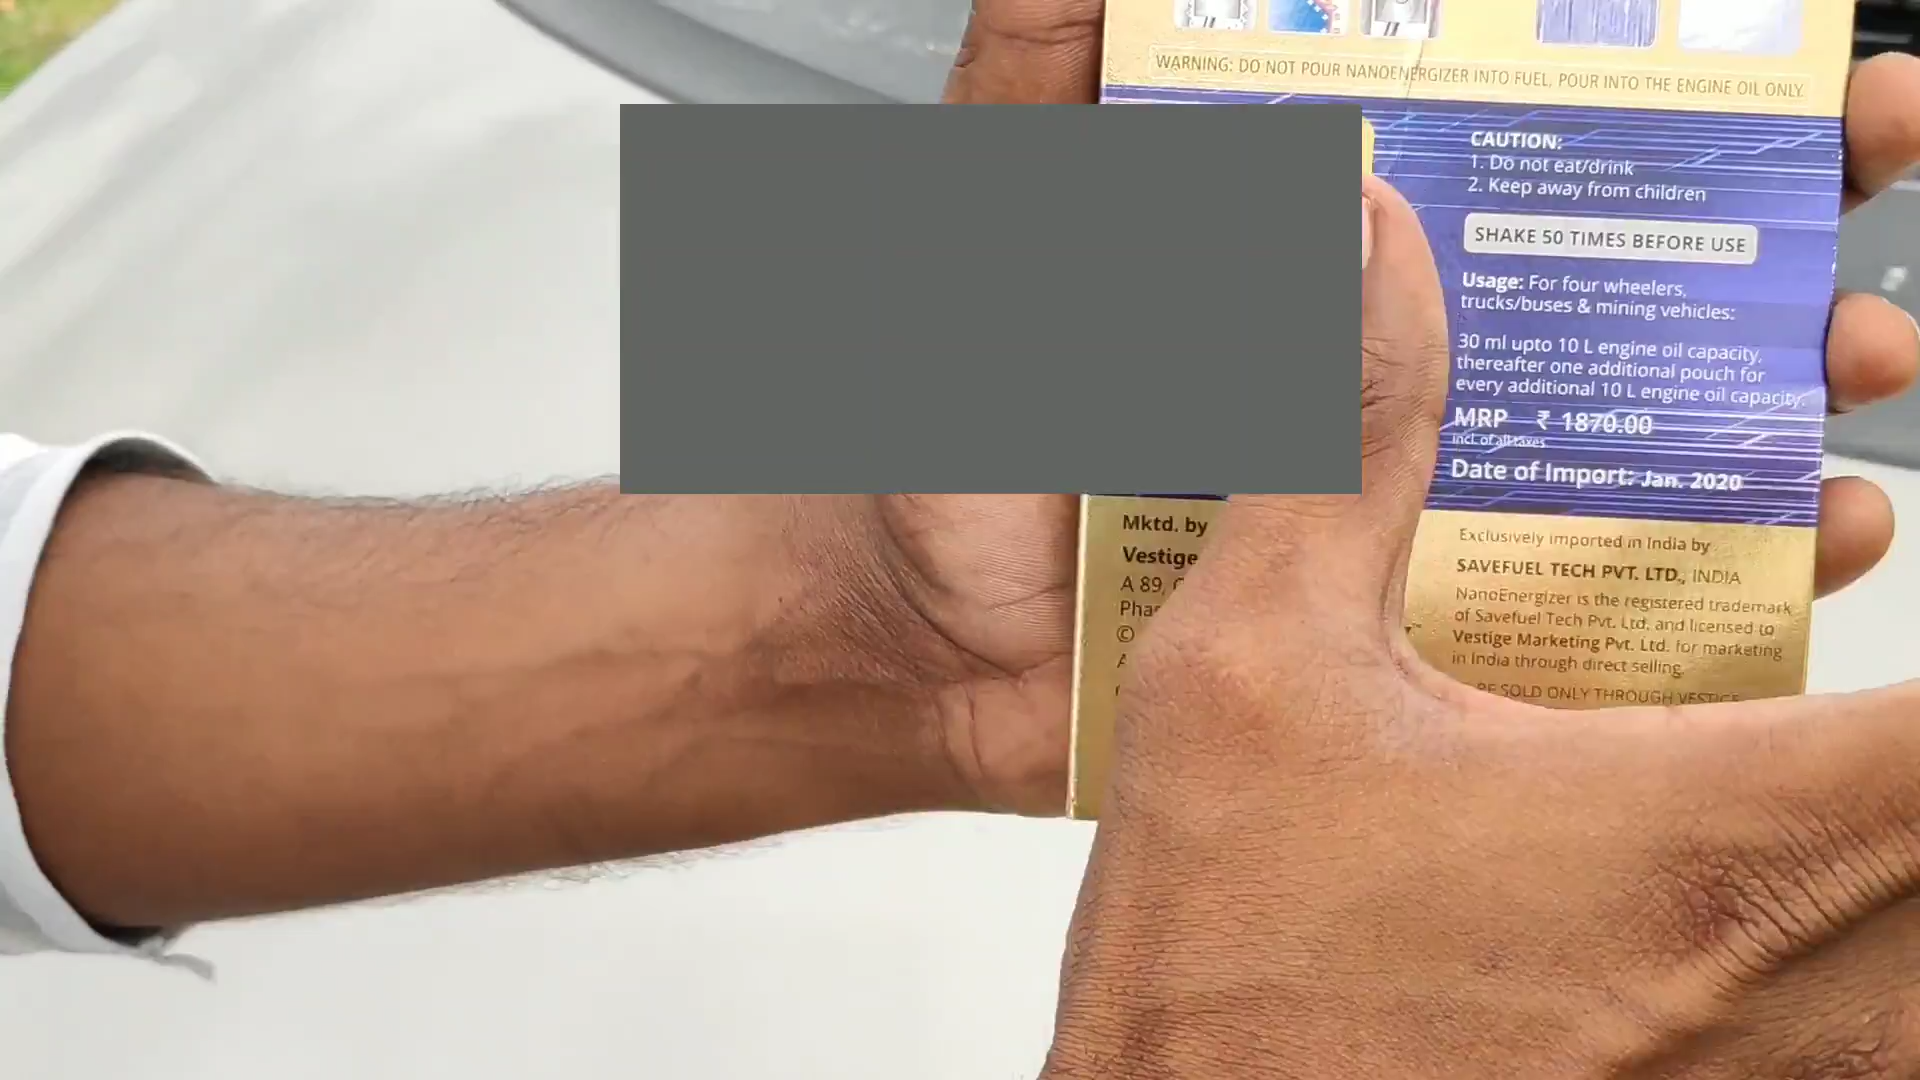 WARNING: DO NOT POUR NANOENERGIZER INTO FUEL, POUR INTO THE ENGINE OIL ONLY.
CAUTION:
1. Do not eat/drink
2. Keep away from children
SHAKE 50 TIMES BEFORE USE
Usage: For four wheelers,
trucks/buses & mining vehicles:
30 ml upto 10 L engine oil capacity,
thereafter one additional pouch for
every additional 10 L engine oil capacity.
MRP ₹ 1870.00
incl. of all taxes
Date of Import: Jan. 2020
Mktd. by
Vestige
A 89,
©
Exclusively imported in India by
SAVEFUEL TECH PVT. LTD., INDIA
NanoEnergizer is the registered trademark
of Savefuel Tech Pvt. Ltd. and licensed to
Vestige Marketing Pvt. Ltd. for marketing
in India through direct selling.
BE SOLD ONLY THROUGH VESTIGE